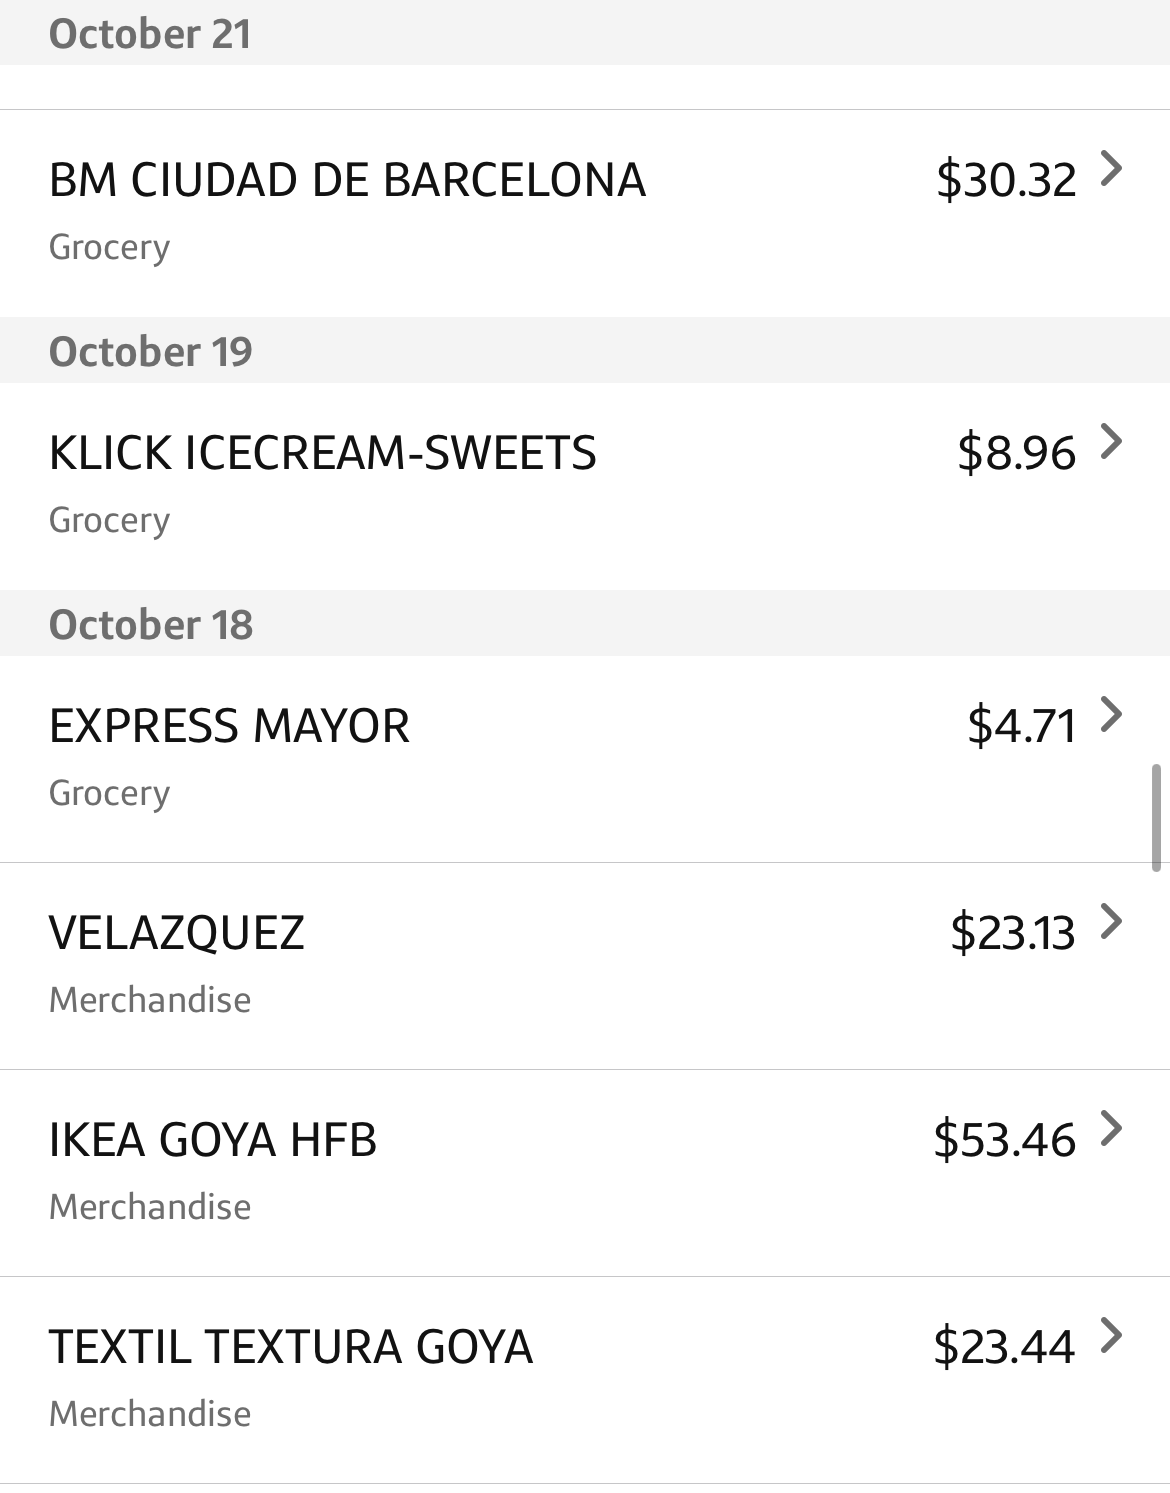 October 21
BM CIUDAD DE BARCELONA $30.32
Grocery
October 19
KLICK ICECREAM-SWEETS $8.96
Grocery
October 18
EXPRESS MAYOR $4.71
Grocery
VELAZQUEZ $23.13
Merchandise
IKEA GOYA HFB $53.46
Merchandise
TEXTIL TEXTURA GOYA $23.44
Merchandise